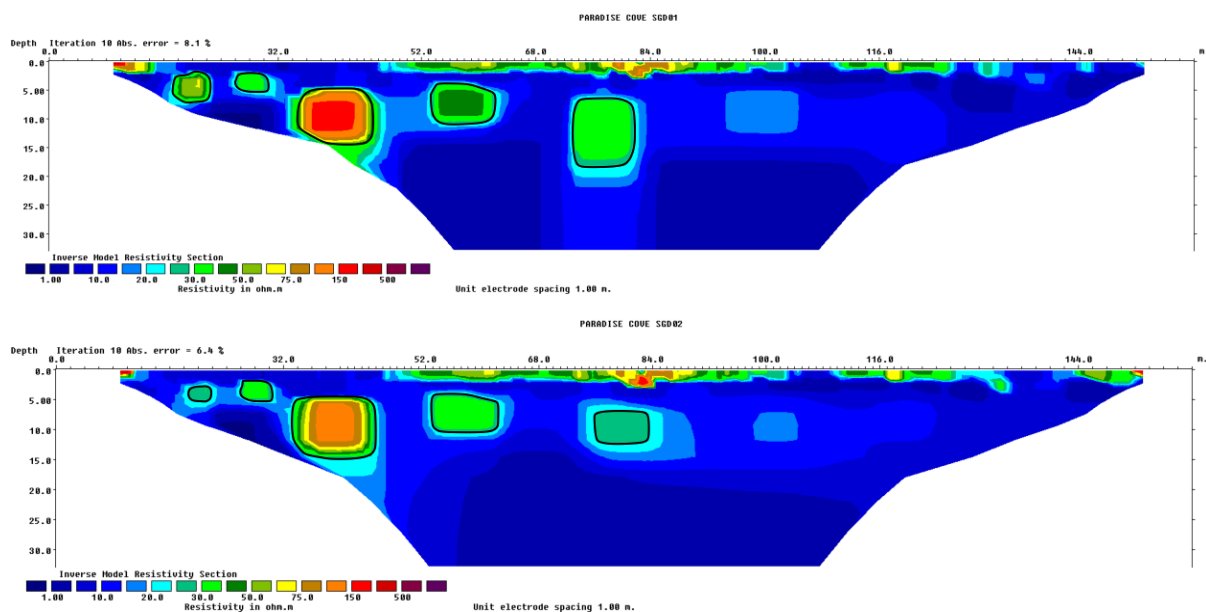 PARADISE COVE SGD01
Depth Iteration 10 Abs. error = 8.1 %
0.0 32.0 52.0 68.0 84.0 100.0 116.0 144.0 m.
0.0
5.00
10.0
15.0
20.0
25.0
30.0
Inverse Model Resistivity Section
1.00 10.0 20.0 30.0 50.0 75.0 150 500
Resistivity in ohm.m Unit electrode spacing 1.00 m.
PARADISE COVE SGD02
Depth Iteration 10 Abs. error = 6.4 %
0.0 32.0 52.0 68.0 84.0 100.0 116.0 144.0 m.
0.0
5.00
10.0
15.0
20.0
25.0
30.0
Inverse Model Resistivity Section
1.00 10.0 20.0 30.0 50.0 75.0 150 500
Resistivity in ohm.m Unit electrode spacing 1.00 m.